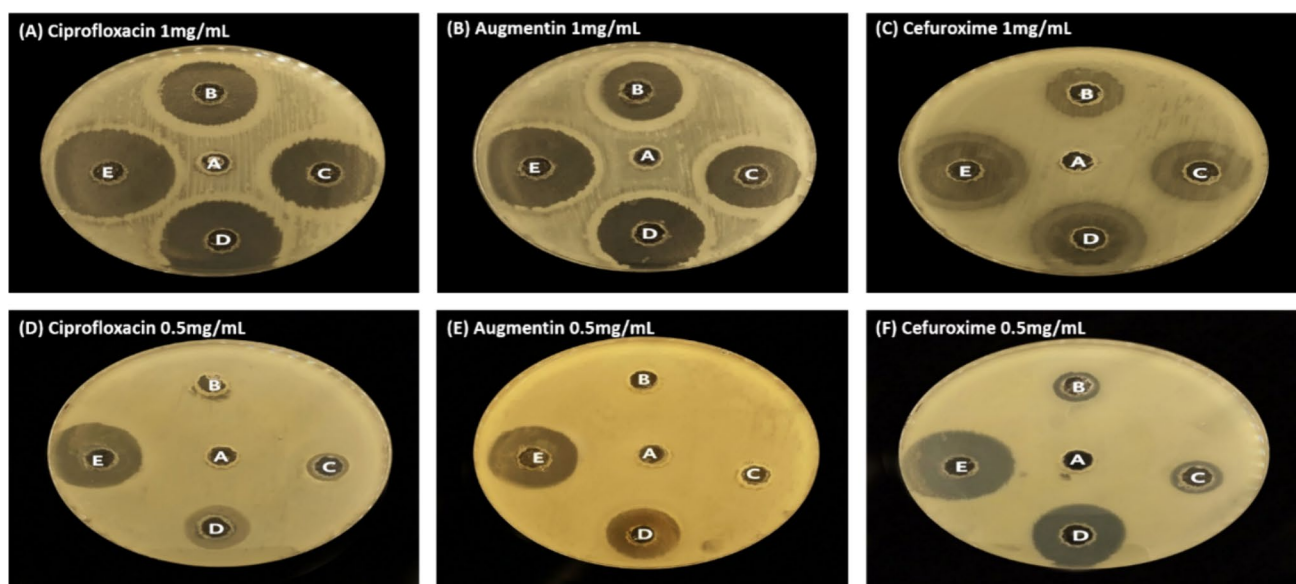 (A) Ciprofloxacin 1mg/mL
B
E
A
C
D
(B) Augmentin 1mg/mL
B
A
E
C
D
(C) Cefuroxime 1mg/mL
B
A
E
C
D
(D) Ciprofloxacin 0.5mg/mL
B
A
E
C
D
(E) Augmentin 0.5mg/mL
B
A
E
C
D
(F) Cefuroxime 0.5mg/mL
B
A
E
C
D